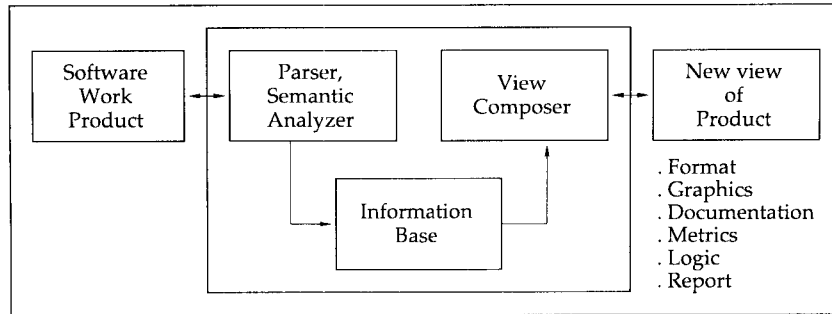 Software
Work
Product
Parser,
Semantic
Analyzer
View
Composer
New view
of
Product
Information
Base
. Format
. Graphics
. Documentation
. Metrics
. Logic
. Report